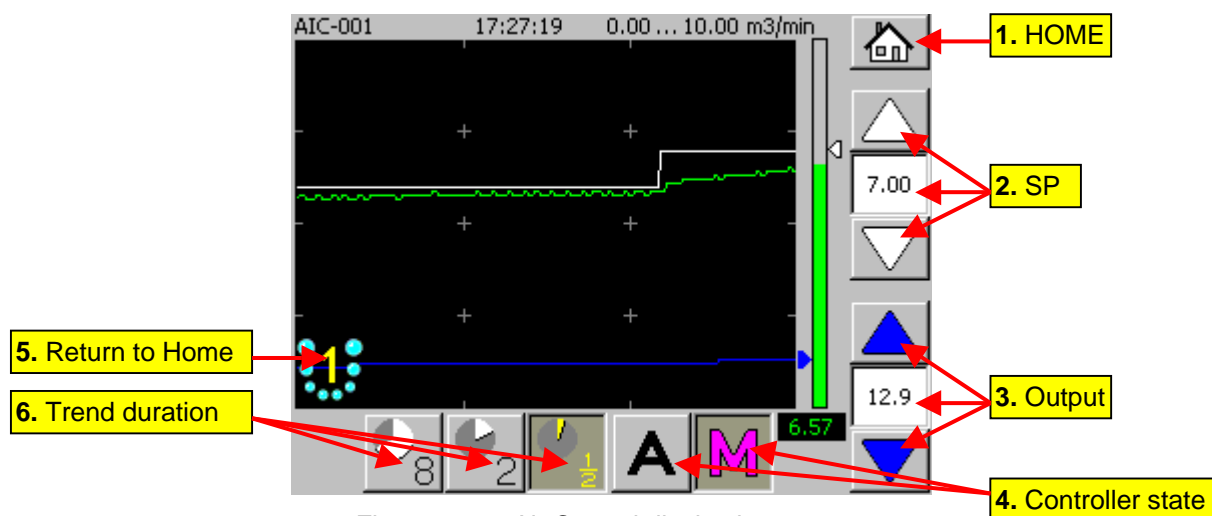 AIC-001 17:27:19 0.00 ... 10.00 m3/min
1. HOME
7.00
2. SP
5. Return to Home
1
12.9
3. Output
6. Trend duration
6.57
8 2 1/2 A M
4. Controller state